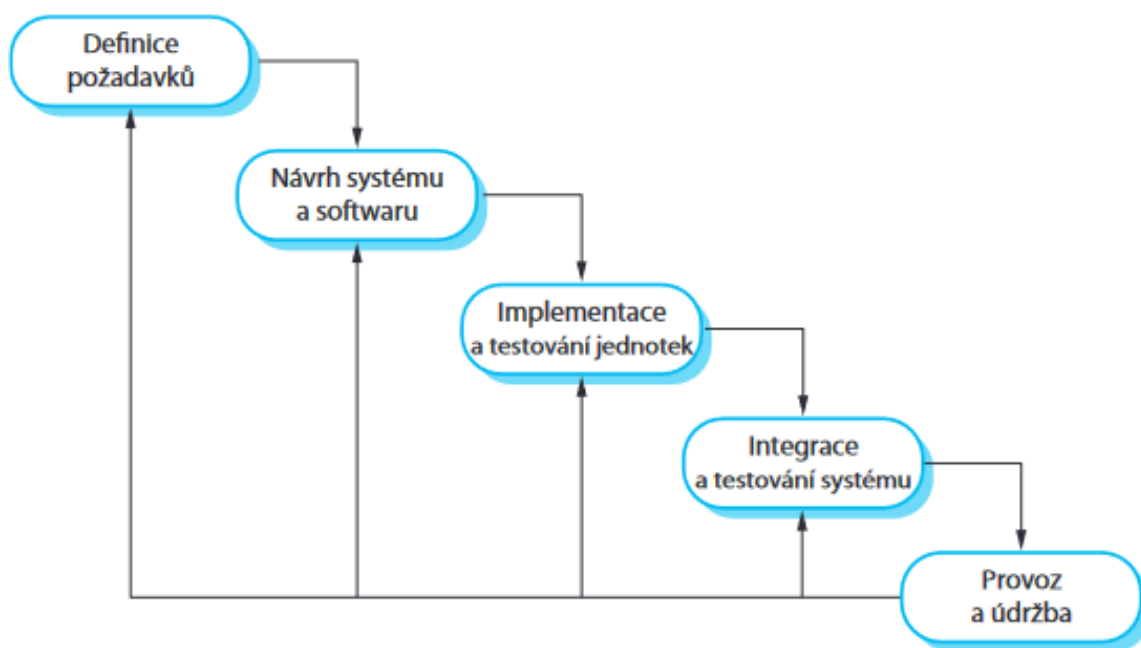 Definice
požadavků
Návrh systému
a softwaru
Implementace
a testování jednotek
Integrace
a testování systému
Provoz
a údržba